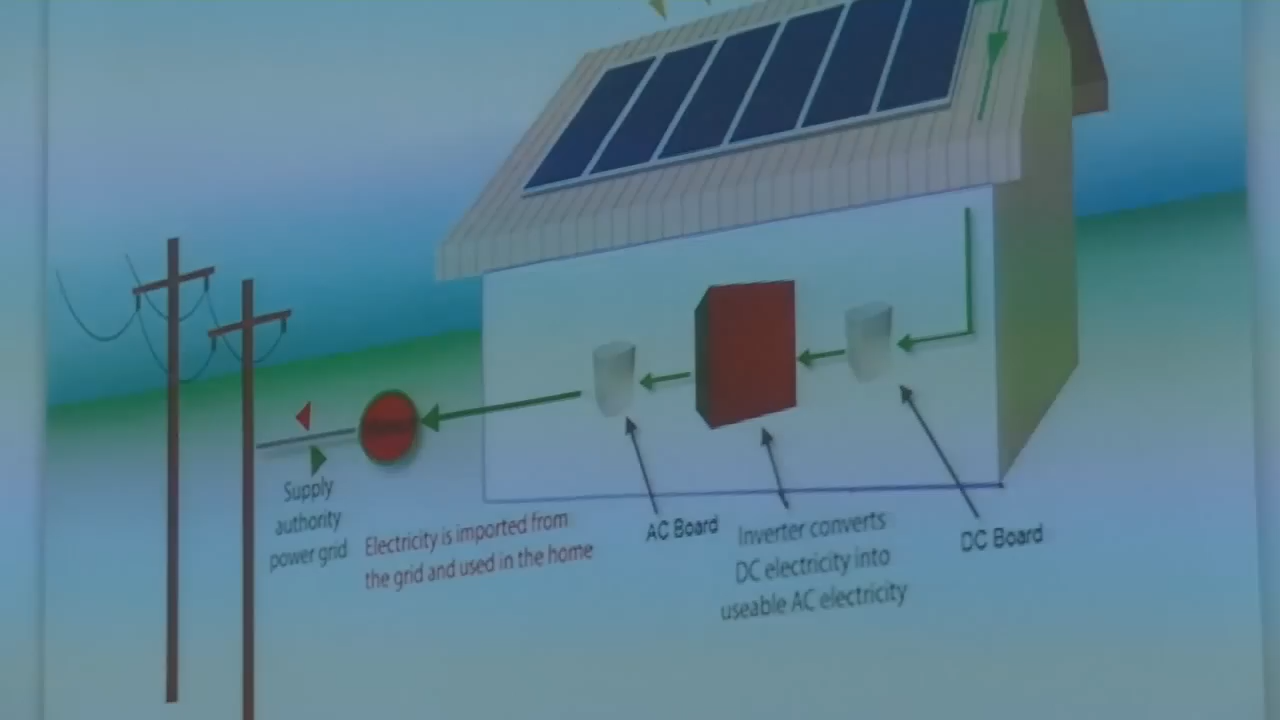 Supply
authority
power grid
Electricity is imported from
the grid and used in the home
AC Board
Inverter converts
DC electricity into
useable AC electricity
DC Board